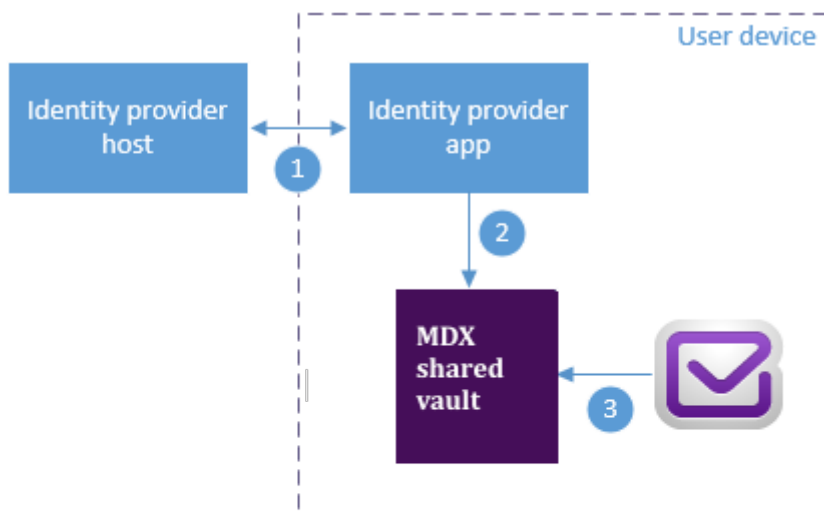 User device
Identity provider
host
Identity provider
app
1
2
MDX
shared
vault
3